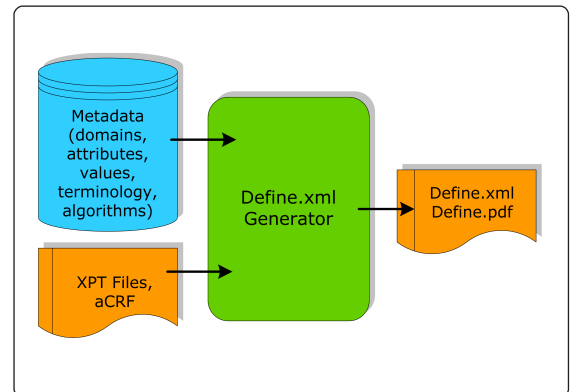 Metadata
(domains,
attributes,
values,
terminology,
algorithms)
XPT Files,
aCRF
Define.xml
Generator
Define.xml
Define.pdf